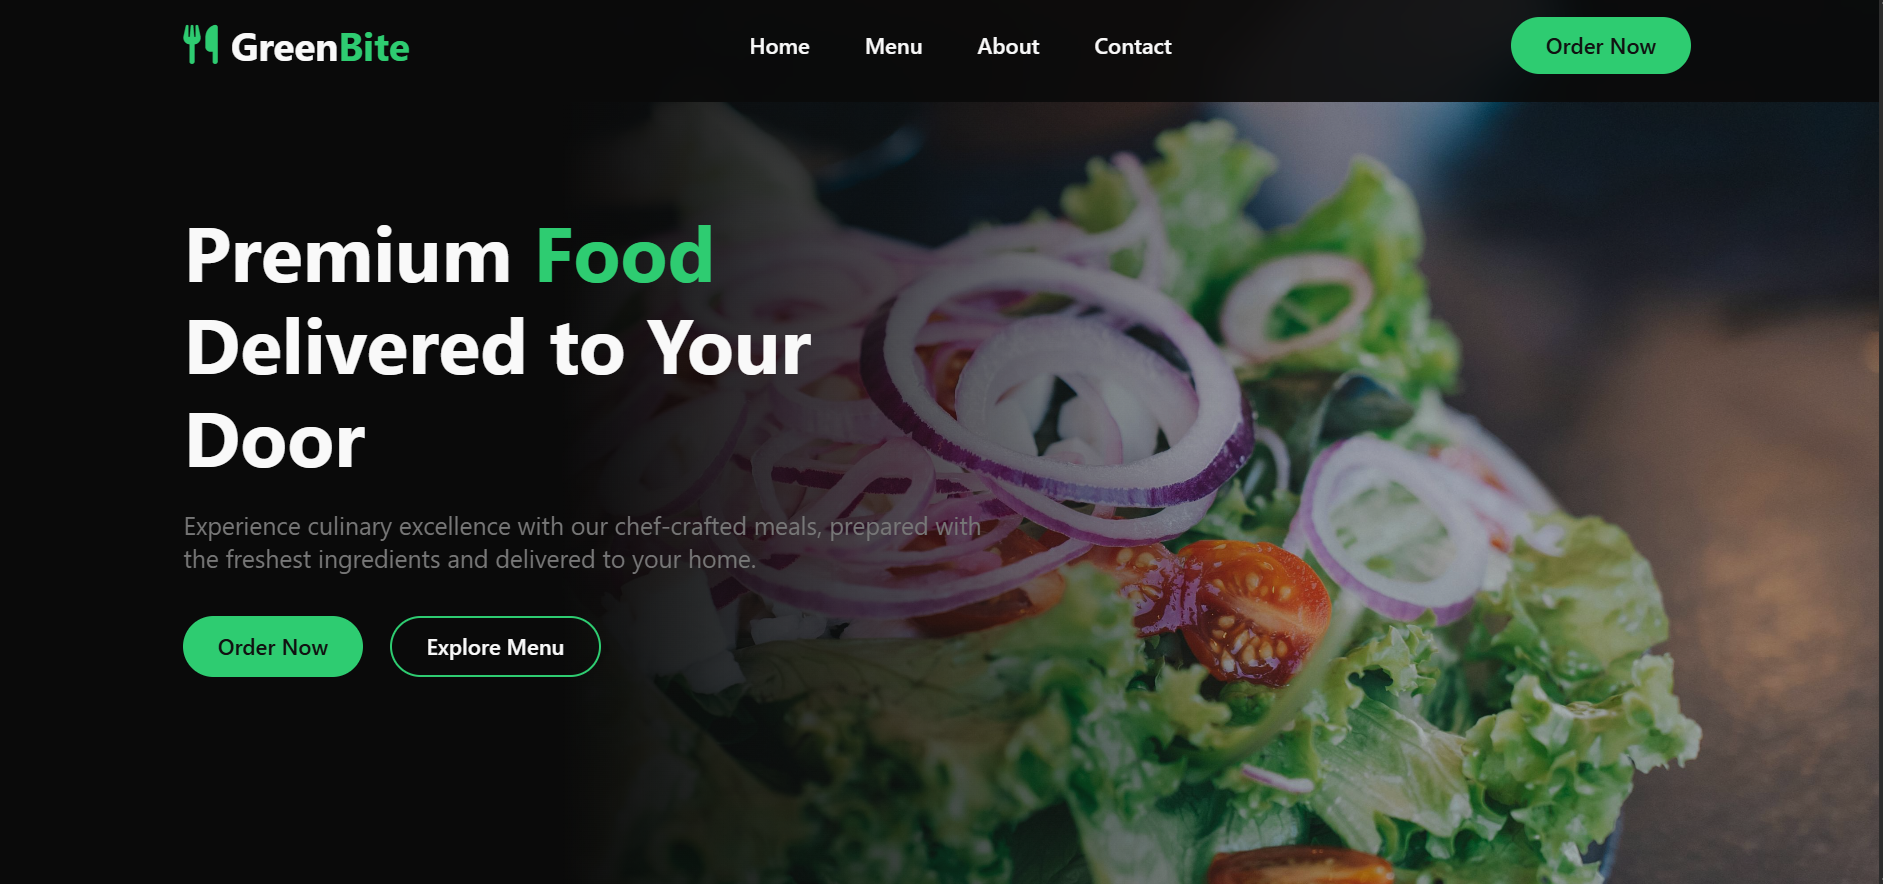 GreenBite
Home Menu About Contact
Order Now
Premium Food
Delivered to Your
Door
Experience culinary excellence with our chef-crafted meals, prepared with
the freshest ingredients and delivered to your home.
Order Now
Explore Menu